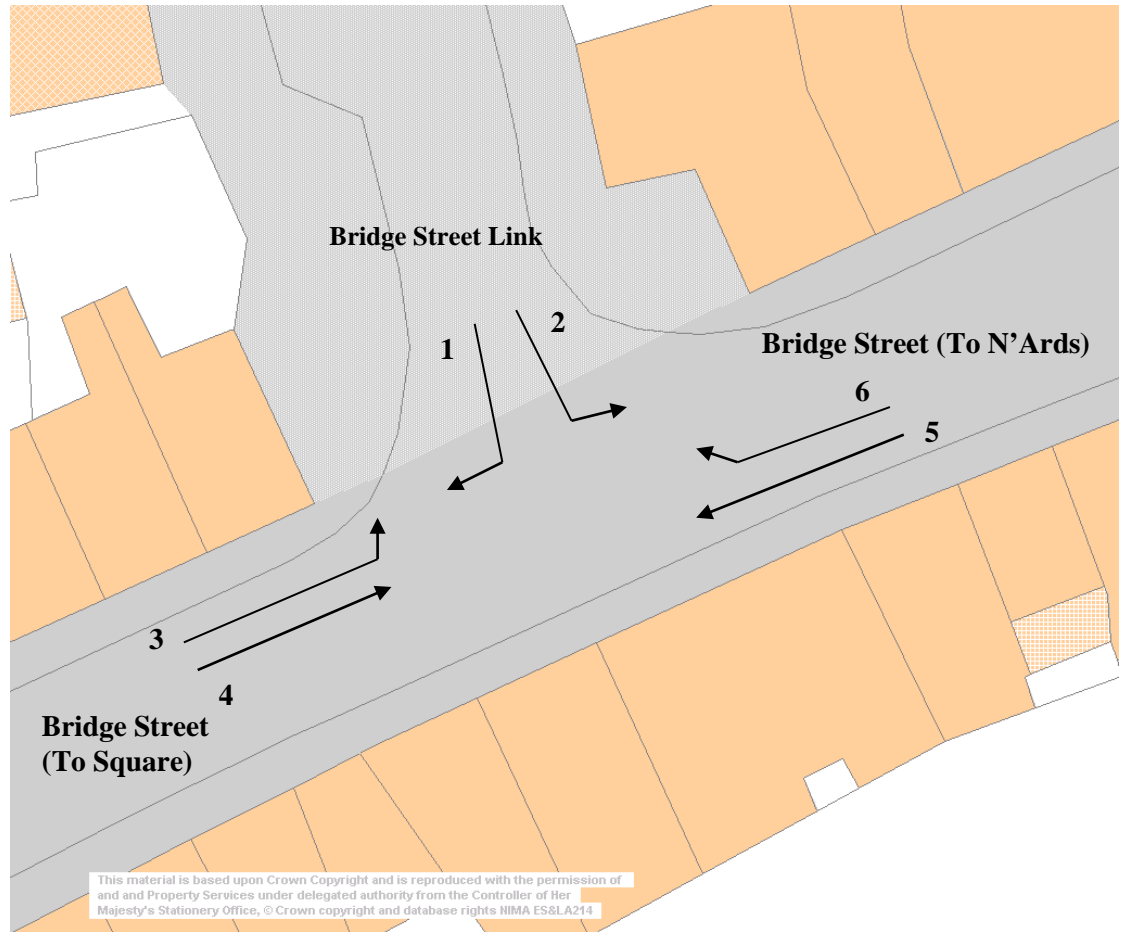 Bridge Street Link
2
1
Bridge Street (To N'Ards)
6
5
3
4
Bridge Street
(To Square)
This material is based upon Crown Copyright and is reproduced with the permission of
and and Property Services under delegated authority from the Controller of Her
Majesty's Stationery Office, © Crown copyright and database rights NIMA ES&LA214